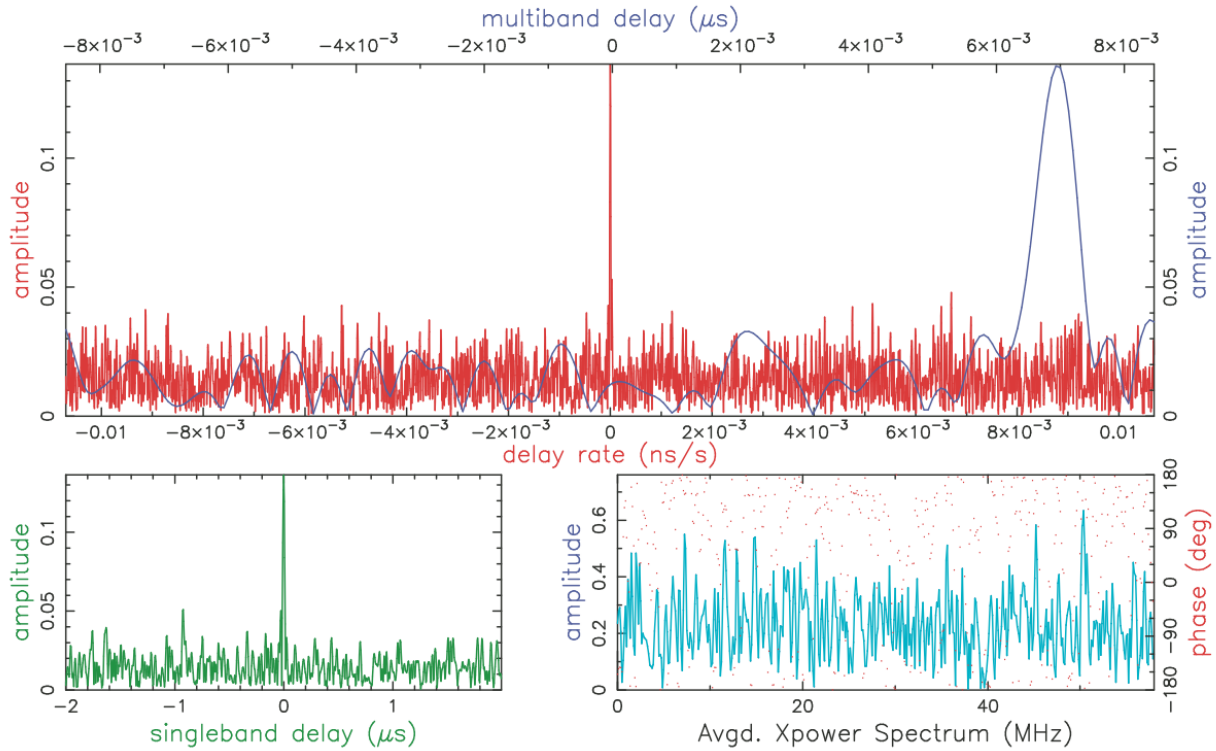 multiband delay (μs)
−8×10⁻³ −6×10⁻³ −4×10⁻³ −2×10⁻³ 0 2×10⁻³ 4×10⁻³ 6×10⁻³ 8×10⁻³
amplitude
0 0.05 0.1
amplitude
0 0.05 0.1
−0.01 −8×10⁻³ −6×10⁻³ −4×10⁻³ −2×10⁻³ 0 2×10⁻³ 4×10⁻³ 6×10⁻³ 8×10⁻³ 0.01
delay rate (ns/s)
amplitude
0 0.05 0.1
−2 −1 0 1
singleband delay (μs)
amplitude
0 0.2 0.4 0.6
phase (deg)
−180 −90 0 90 180
0 20 40
Avgd. Xpower Spectrum (MHz)